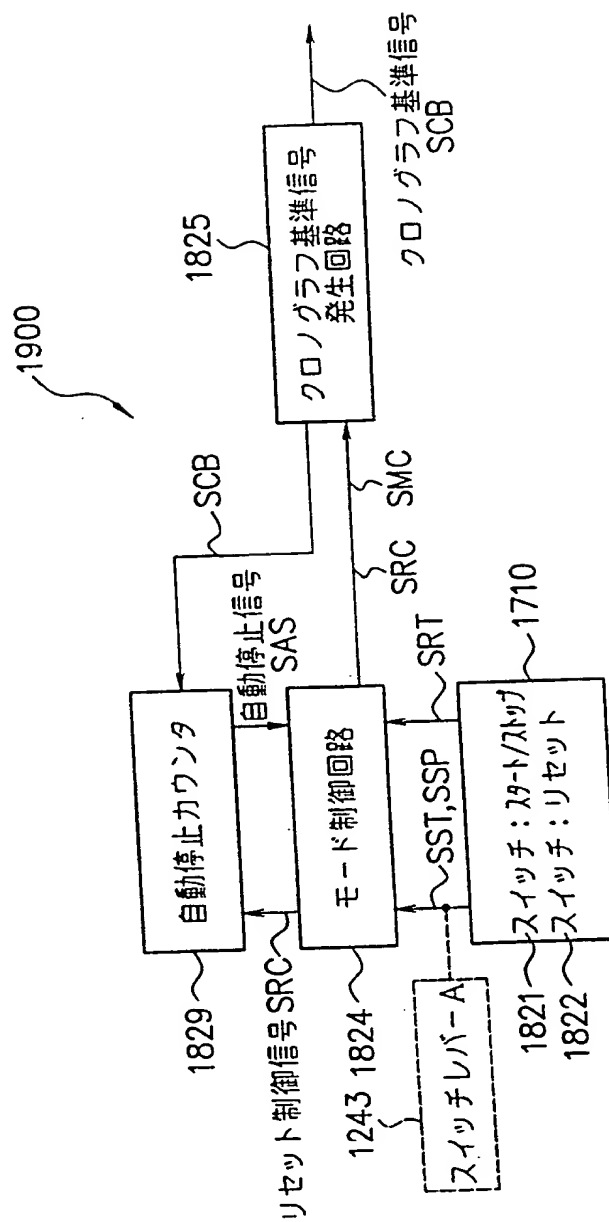 1900
1825
クロノグラフ基準信号
発生回路
クロノグラフ基準信号
SCB
SCB
自動停止信号
SAS
自動停止カウンタ
1829
リセット制御信号SRC
モード制御回路
1824
SRC
SMC
SST,SSP
SRT
スイッチレバーA
1243
1710
スイッチ:スタート/ストップ
スイッチ:リセット
1821
1822